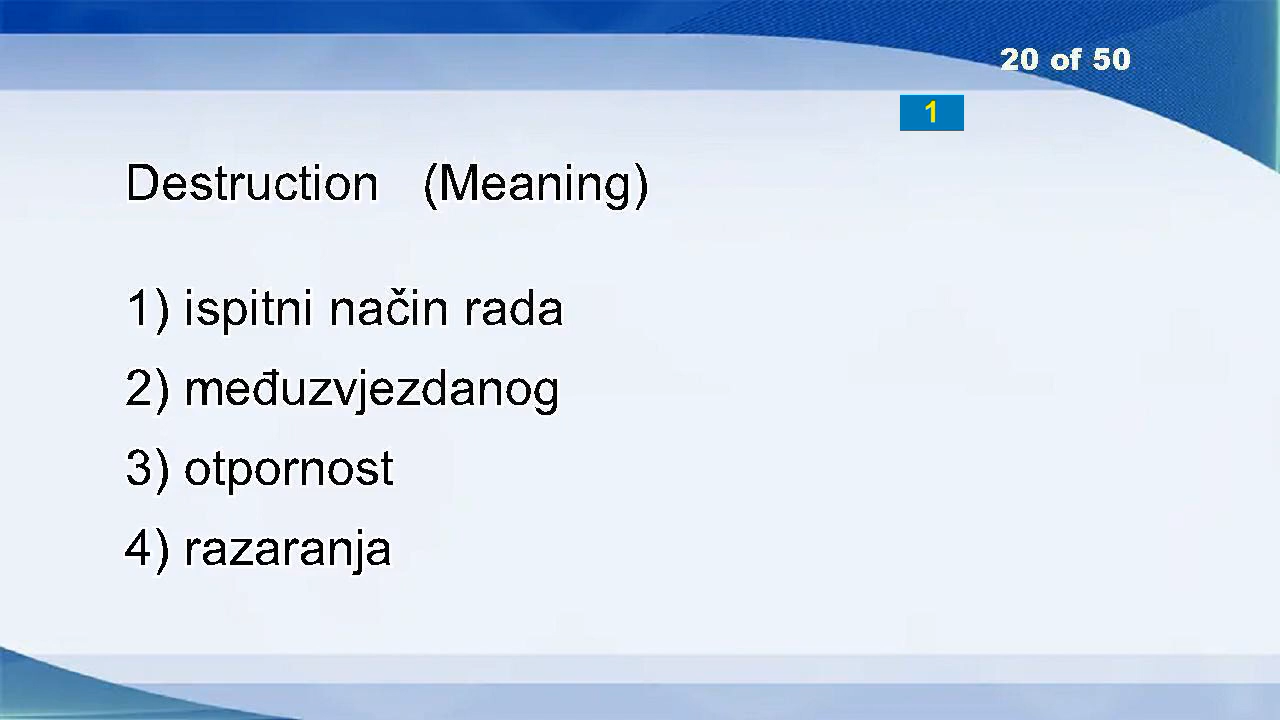 20 of 50
1
Destruction (Meaning)
1) ispitni način rada
2) međuzvjezdanog
3) otpornost
4) razaranja